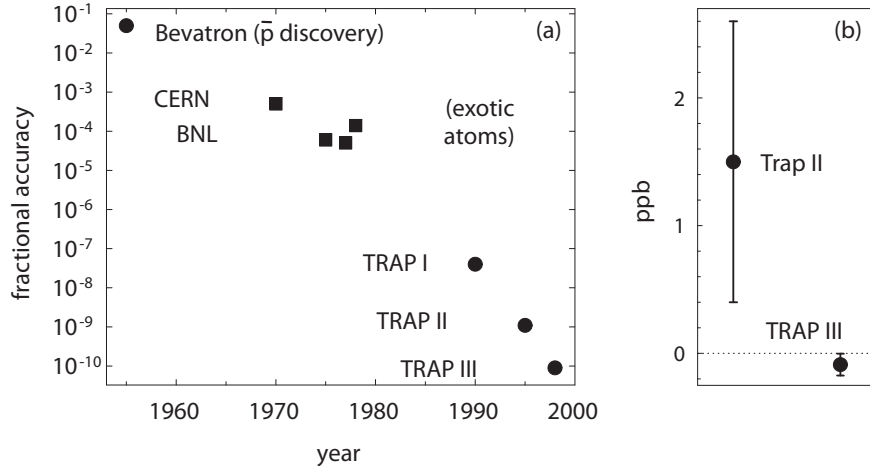 10⁻¹
Bevatron (p̄ discovery)
(a)
10⁻²
10⁻³
CERN
(exotic
10⁻⁴
BNL
atoms)
10⁻⁵
10⁻⁶
10⁻⁷
TRAP I
10⁻⁸
TRAP II
10⁻⁹
TRAP III
10⁻¹⁰
fractional accuracy
1960
1970
1980
1990
2000
year
(b)
2
Trap II
1
TRAP III
0
ppb